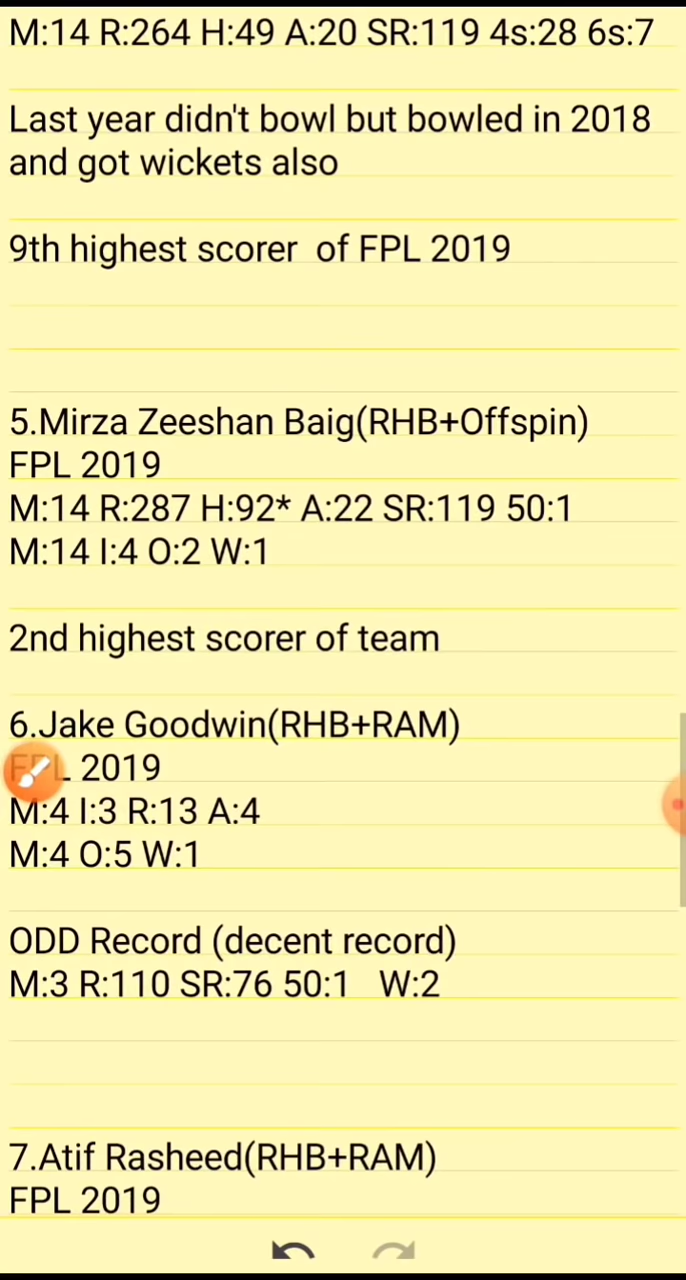 M:14 R:264 H:49 A:20 SR:119 4s:28 6s:7
Last year didn't bowl but bowled in 2018
and got wickets also
9th highest scorer  of FPL 2019
5.Mirza Zeeshan Baig(RHB+Offspin)
FPL 2019
M:14 R:287 H:92* A:22 SR:119 50:1
M:14 I:4 O:2 W:1
2nd highest scorer of team
6.Jake Goodwin(RHB+RAM)
FPL 2019
M:4 I:3 R:13 A:4
M:4 O:5 W:1
ODD Record (decent record)
M:3 R:110 SR:76 50:1   W:2
7.Atif Rasheed(RHB+RAM)
FPL 2019